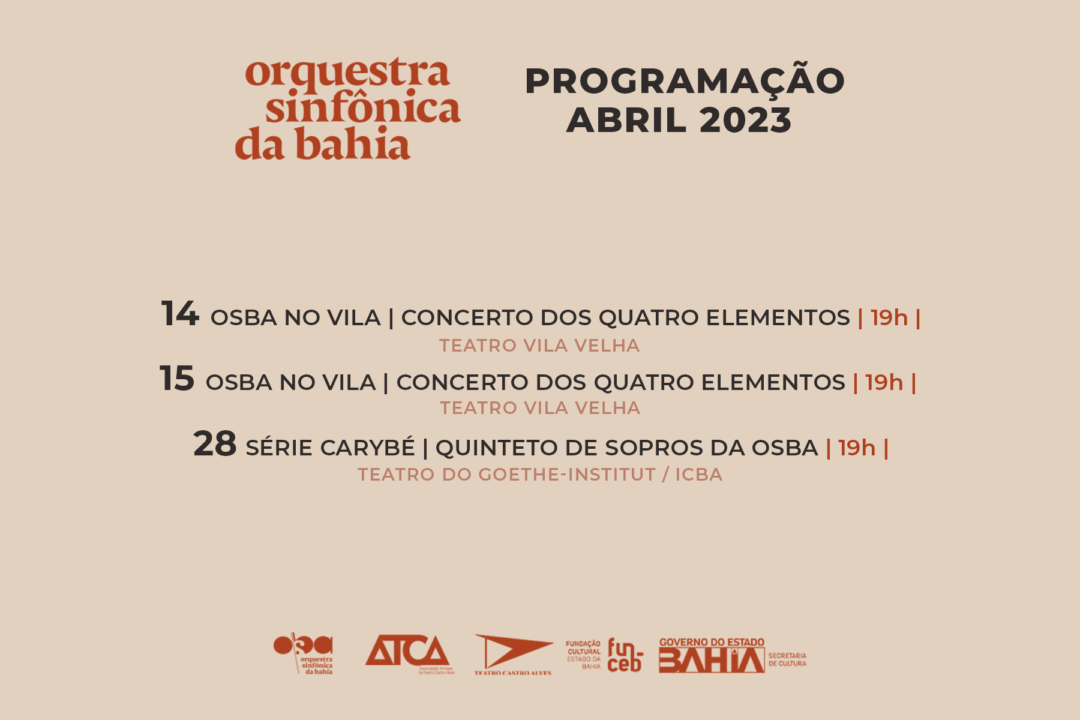 orquestra
sinfônica
da bahia
PROGRAMAÇÃO
ABRIL 2023
14 OSBA NO VILA | CONCERTO DOS QUATRO ELEMENTOS | 19h |
TEATRO VILA VELHA
15 OSBA NO VILA | CONCERTO DOS QUATRO ELEMENTOS | 19h |
TEATRO VILA VELHA
28 SÉRIE CARYBÉ | QUINTETO DE SOPROS DA OSBA | 19h |
TEATRO DO GOETHE-INSTITUT / ICBA
orquestra
sinfônica
da bahia
ATCA
TEATRO CASTRO ALVES
FUNDAÇÃO
CULTURAL
ESTADO DA
BAHIA
fun_
ceb
GOVERNO DO ESTADO
BAHIA
SECRETARIA
DE CULTURA